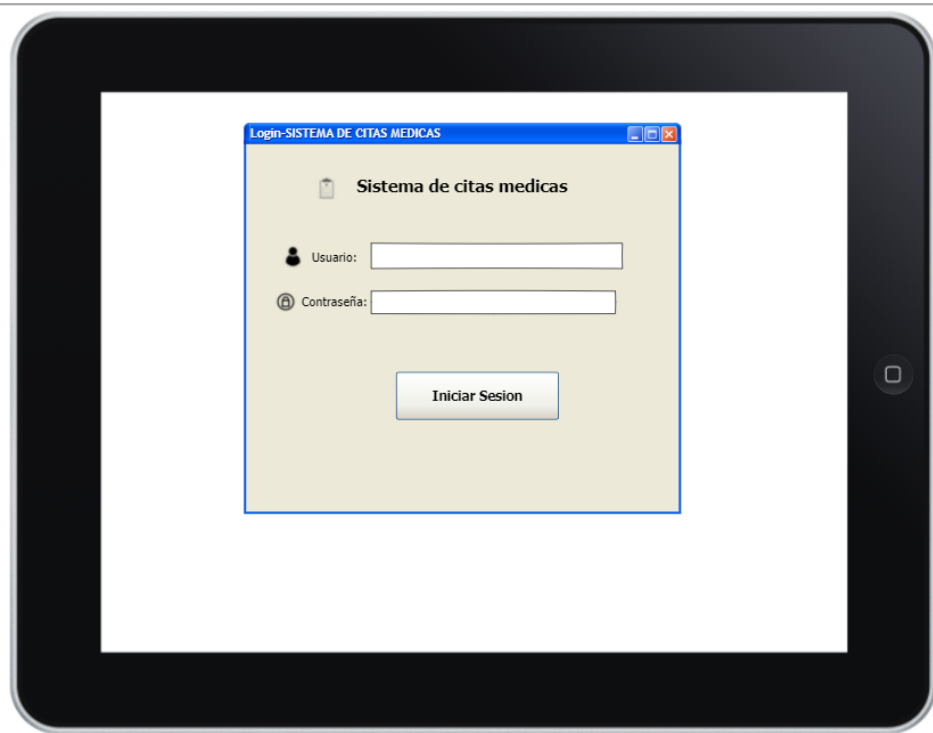 Login-SISTEMA DE CITAS MEDICAS
Sistema de citas medicas
Usuario:
Contraseña:
Iniciar Sesion